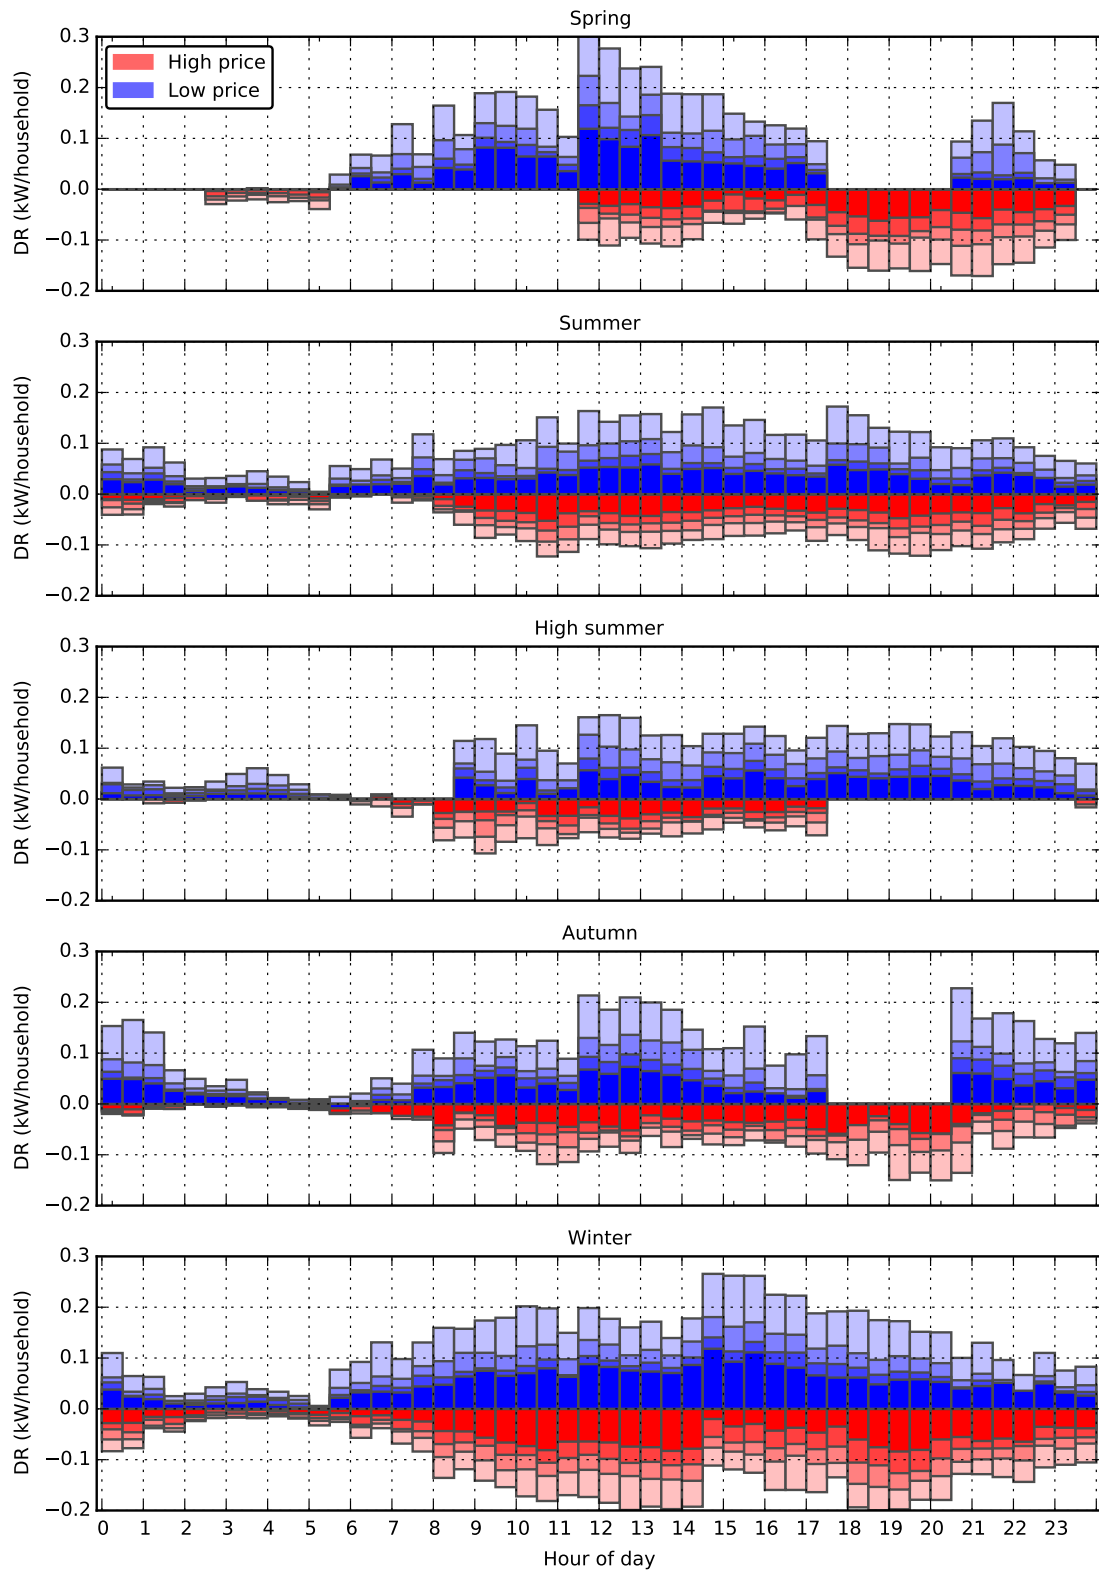 Spring
0.3
0.2
0.1
0.0
−0.1
−0.2
DR (kW/household)
High price
Low price
Summer
0.3
0.2
0.1
0.0
−0.1
−0.2
DR (kW/household)
High summer
0.3
0.2
0.1
0.0
−0.1
−0.2
DR (kW/household)
Autumn
0.3
0.2
0.1
0.0
−0.1
−0.2
DR (kW/household)
Winter
0.3
0.2
0.1
0.0
−0.1
−0.2
DR (kW/household)
0 1 2 3 4 5 6 7 8 9 10 11 12 13 14 15 16 17 18 19 20 21 22 23
Hour of day